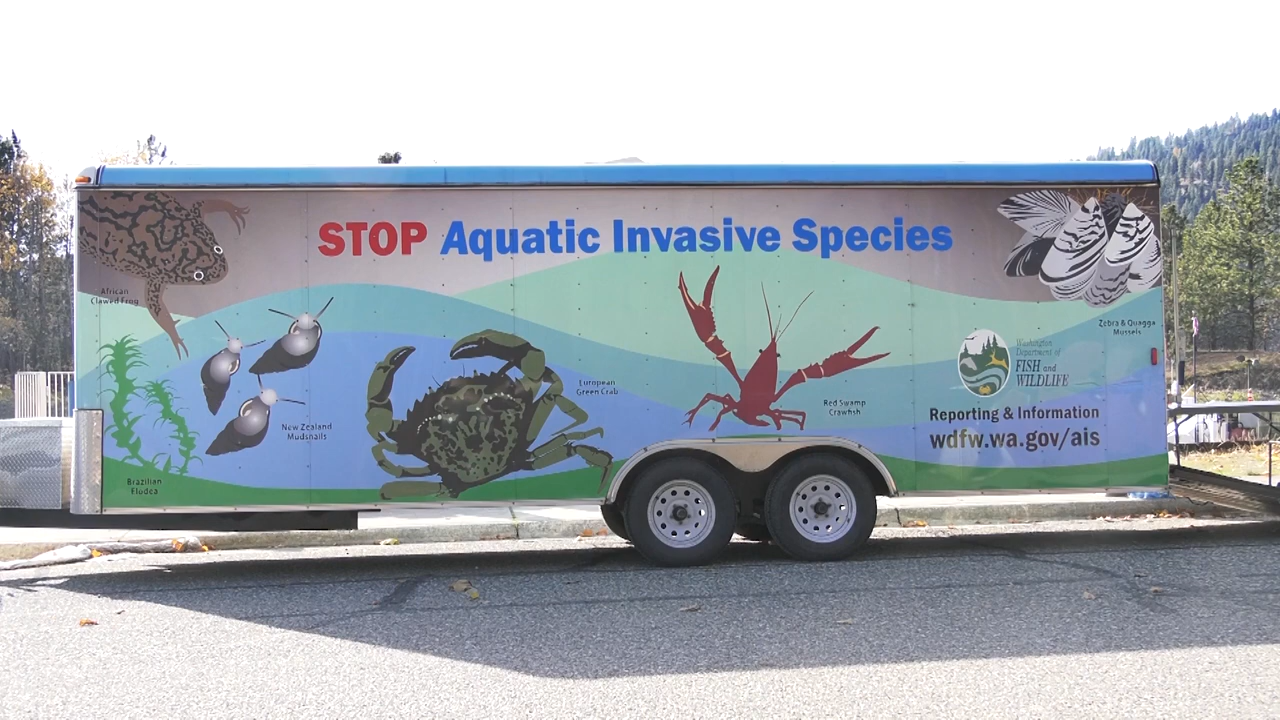 STOP Aquatic Invasive Species
African
Clawed Frog
Zebra & Quagga
Mussels
European
Green Crab
Red Swamp
Crawfish
New Zealand
Mudsnails
Brazilian
Eludea
Washington
Department of
FISH and
WILDLIFE
Reporting & Information
wdfw.wa.gov/ais